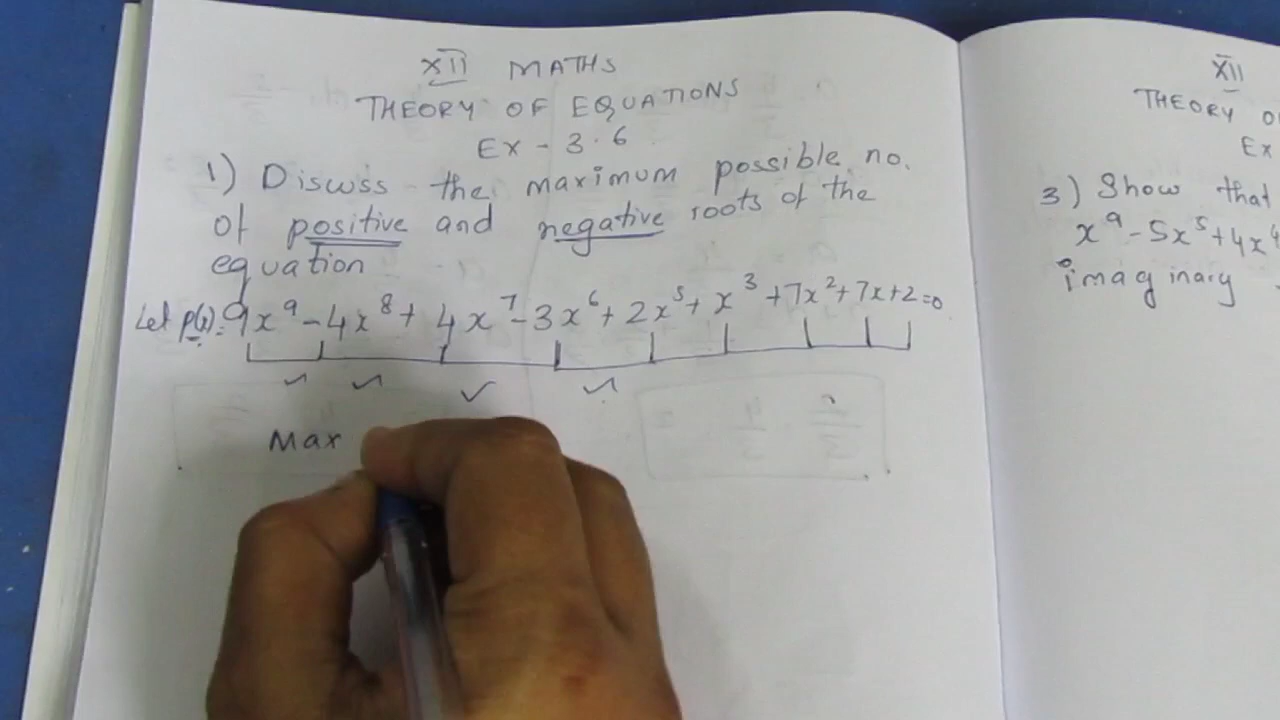 XII MATHS
THEORY OF EQUATIONS
Ex - 3.6
1) Discuss the maximum possible no.
of positive and negative roots of the
equation
Let p(x): 9x⁹ - 4x⁸ + 4x⁷ - 3x⁶ + 2x⁵ + x³ + 7x² + 7x + 2 = 0
Max
XII
THEORY O
Ex
3) Show that
x⁹ - 5x⁵ + 4x⁴
imaginary